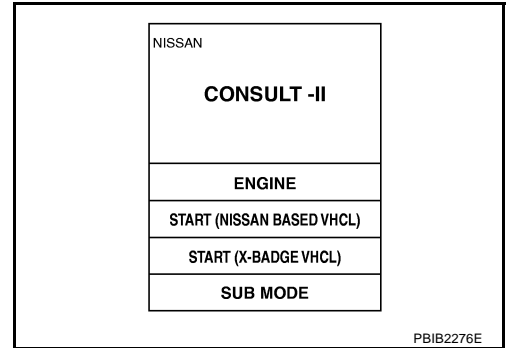 NISSAN
CONSULT -II
ENGINE
START (NISSAN BASED VHCL)
START (X-BADGE VHCL)
SUB MODE
PBIB2276E